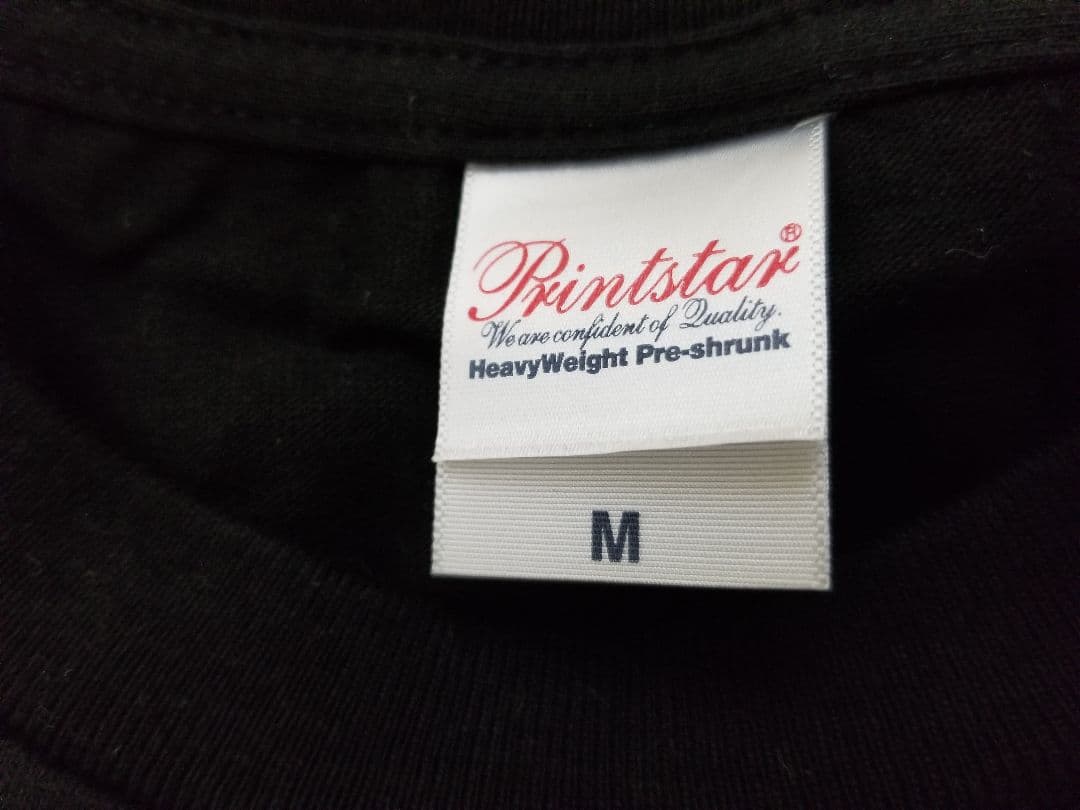 Printstar®
We are confident of Quality.
HeavyWeight Pre-shrunk
M